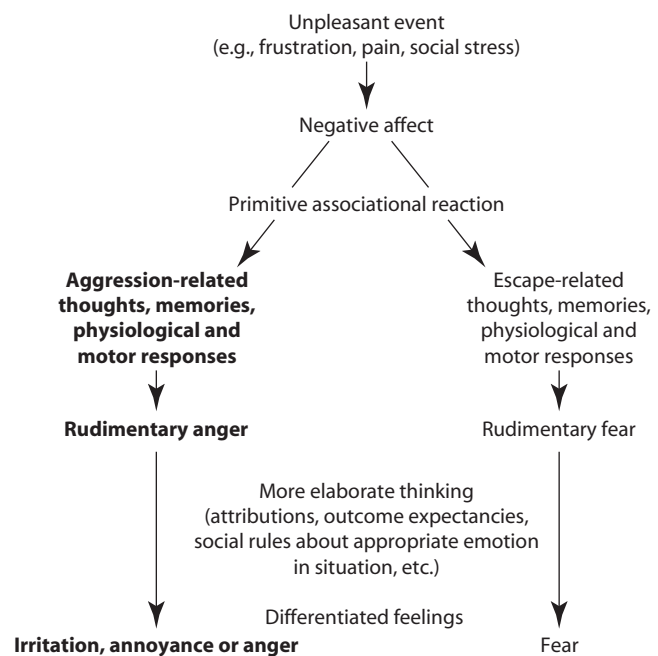 Unpleasant event
(e.g., frustration, pain, social stress)
Negative affect
Primitive associational reaction
Aggression-related
thoughts, memories,
physiological and
motor responses
Escape-related
thoughts, memories,
physiological and
motor responses
Rudimentary anger
Rudimentary fear
More elaborate thinking
(attributions, outcome expectancies,
social rules about appropriate emotion
in situation, etc.)
Differentiated feelings
Irritation, annoyance or anger
Fear